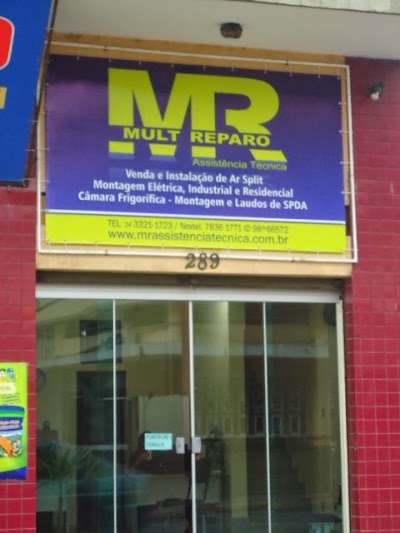 MR
MULT REPARO
Assistência Técnica
Venda e Instalação de Ar Split
Montagem Elétrica, Industrial e Residencial
Câmara Frigorífica - Montagem e Laudos de SPDA
www.mrassistenciatecnica.com.br
289